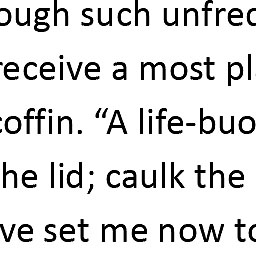 ough such unfrec
receive a most pl
coffin. “A life-buo
he lid; caulk the
ve set me now to